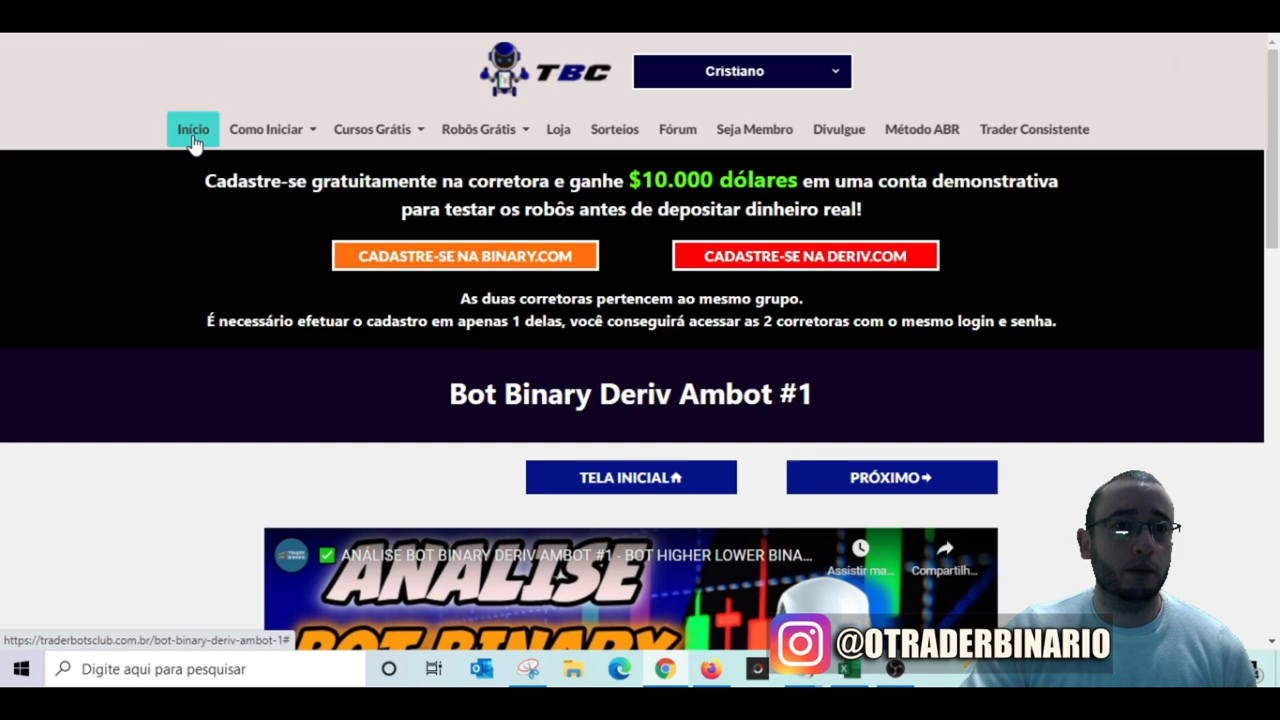 TBC
Cristiano
Início
Como Iniciar
Cursos Grátis
Robôs Grátis
Loja
Sorteios
Fórum
Seja Membro
Divulgue
Método ABR
Trader Consistente
Cadastre-se gratuitamente na corretora e ganhe $10.000 dólares em uma conta demonstrativa
para testar os robôs antes de depositar dinheiro real!
CADASTRE-SE NA BINARY.COM
CADASTRE-SE NA DERIV.COM
As duas corretoras pertencem ao mesmo grupo.
É necessário efetuar o cadastro em apenas 1 delas, você conseguirá acessar as 2 corretoras com o mesmo login e senha.
Bot Binary Deriv Ambot #1
TELA INICIAL
PRÓXIMO
ANÁLISE BOT BINARY DERIV AMBOT #1 - BOT HIGHER LOWER BINA...
Assistir ma...
Compartilh...
ANALISE
BOT BINARY
@OTRADERBINARIO
https://traderbotsclub.com.br/bot-binary-deriv-ambot-1#
Digite aqui para pesquisar